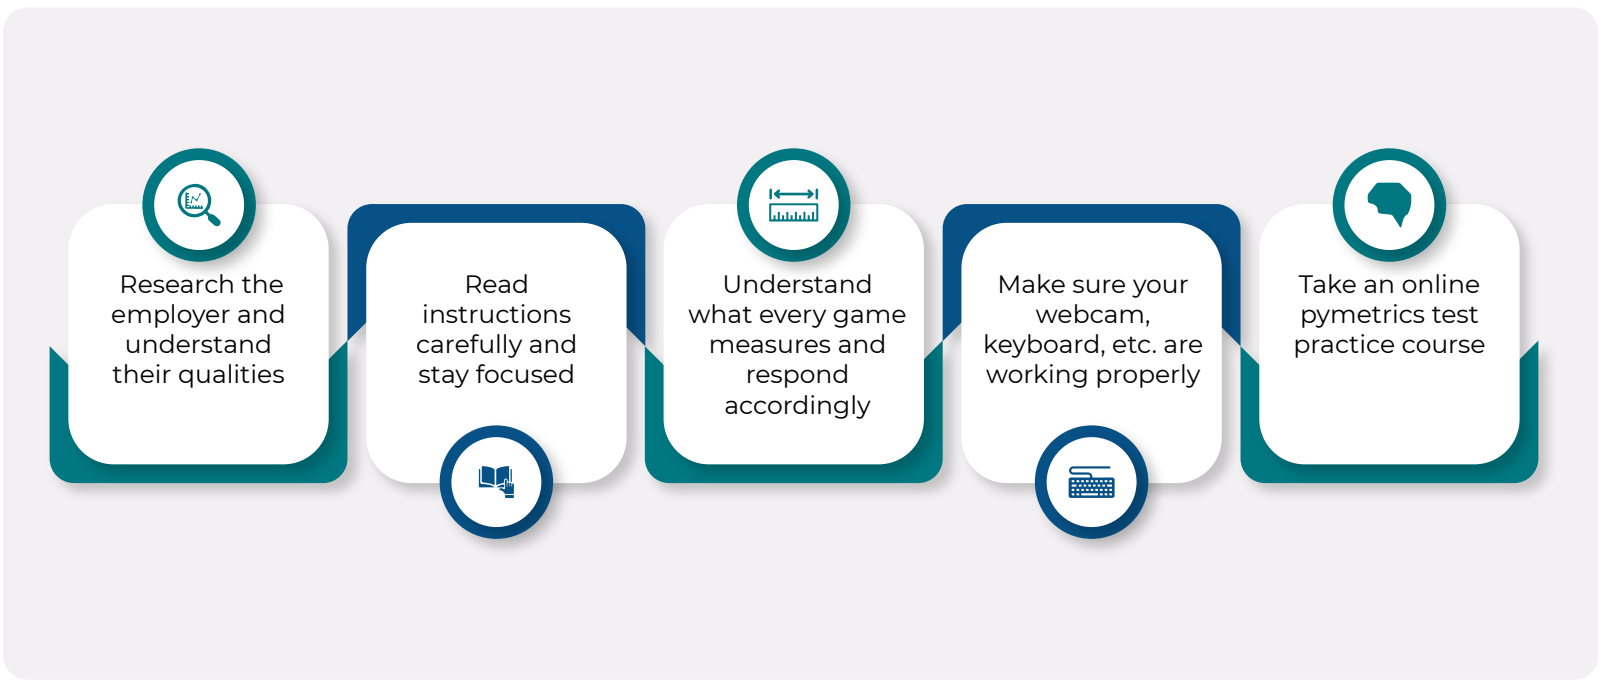 Research the
employer and
understand
their qualities
Read
instructions
carefully and
stay focused
Understand
what every game
measures and
respond
accordingly
Make sure your
webcam,
keyboard, etc. are
working properly
Take an online
pymetrics test
practice course